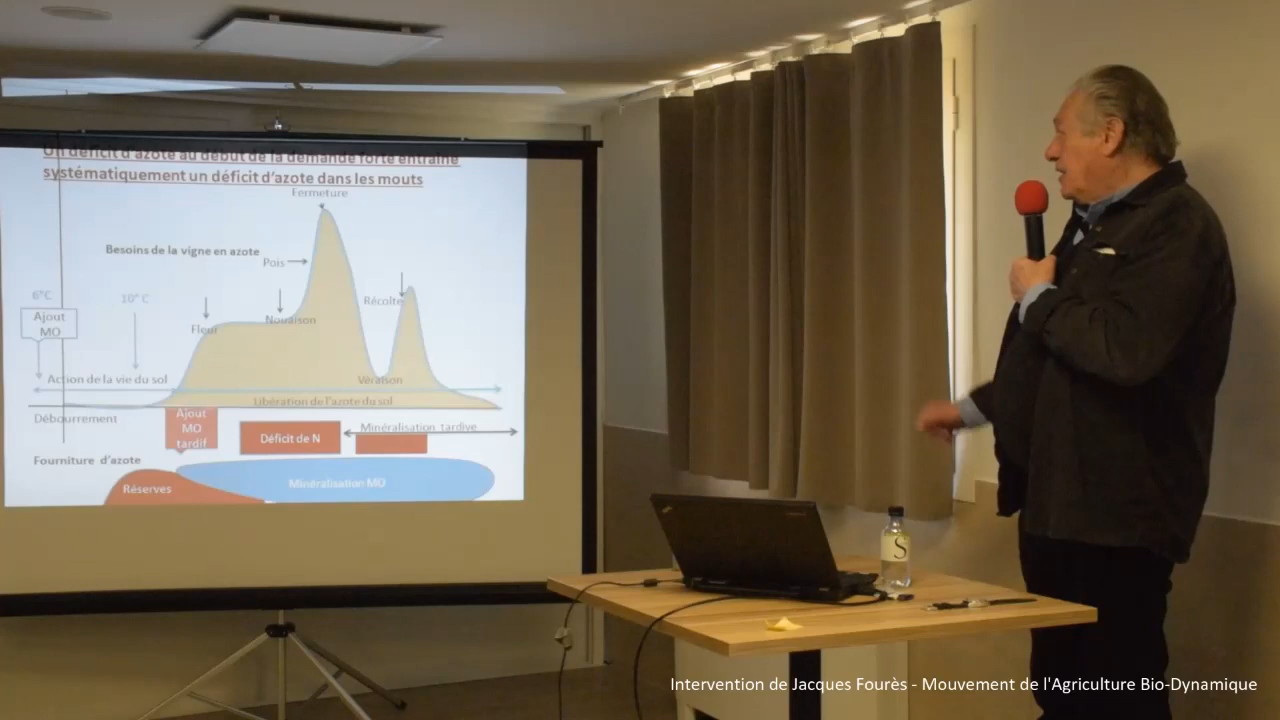 Un déficit d'azote au début de la demande forte entraine
systématiquement un déficit d'azote dans les mouts
Fermeture
Besoins de la vigne en azote
Pois
6°C
10° C
Récolte
Ajout
MO
Fleur
Nouaison
Action de la vie du sol
Véraison
Libération de l'azote du sol
Débourrement
Ajout
MO
tardif
Déficit de N
Minéralisation tardive
Fourniture d'azote
Réserves
Minéralisation MO
S
Intervention de Jacques Fourès - Mouvement de l'Agriculture Bio-Dynamique